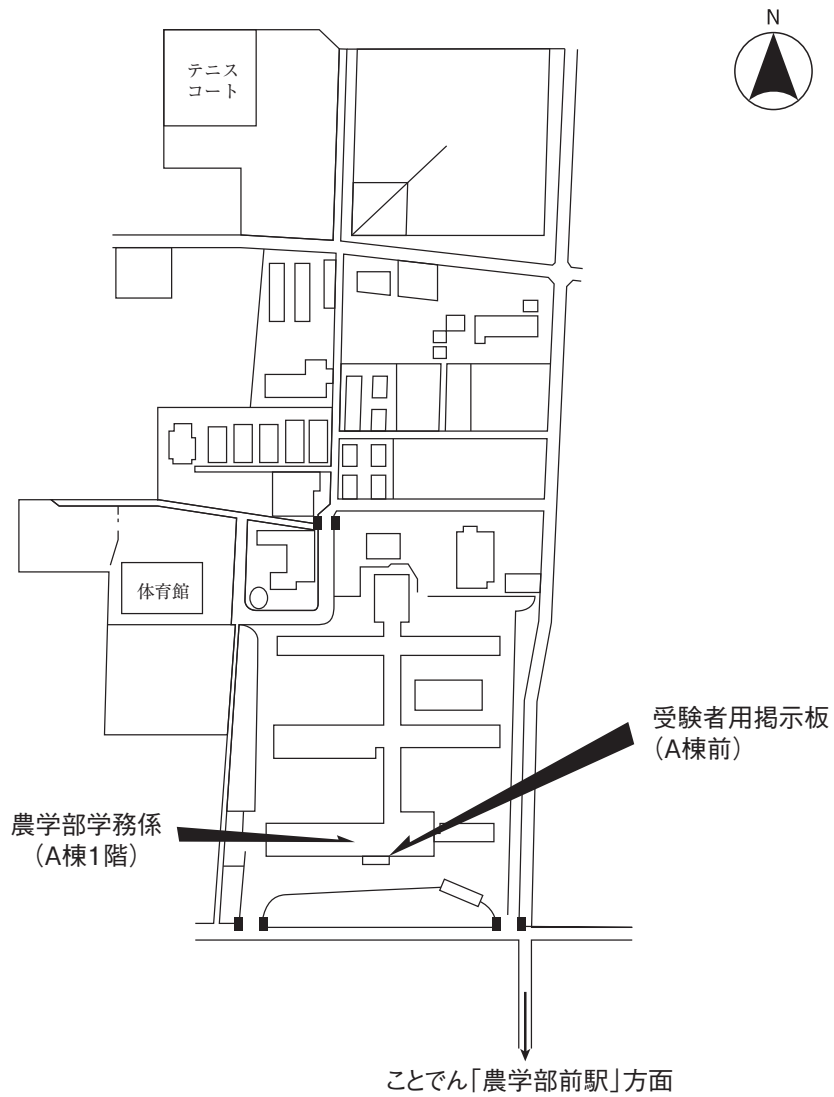 N
テニス
コート
体育館
受験者用掲示板
（A棟前）
農学部学務係
（A棟1階）
ことでん「農学部前駅」方面